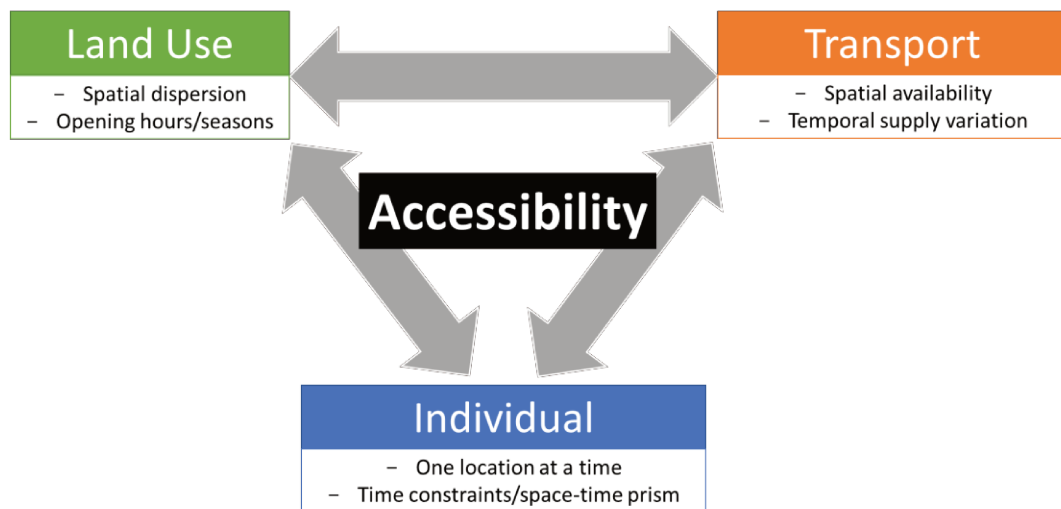 Land Use
– Spatial dispersion
– Opening hours/seasons
Transport
– Spatial availability
– Temporal supply variation
Accessibility
Individual
– One location at a time
– Time constraints/space-time prism